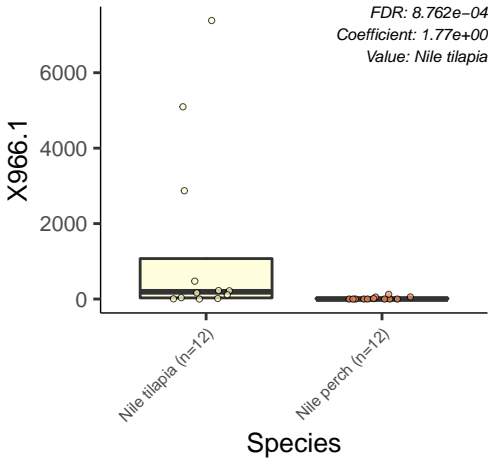 FDR: 8.762e−04
Coefficient: 1.77e+00
Value: Nile tilapia
X966.1
6000
4000
2000
0
Nile tilapia (n=12)
Nile perch (n=12)
Species